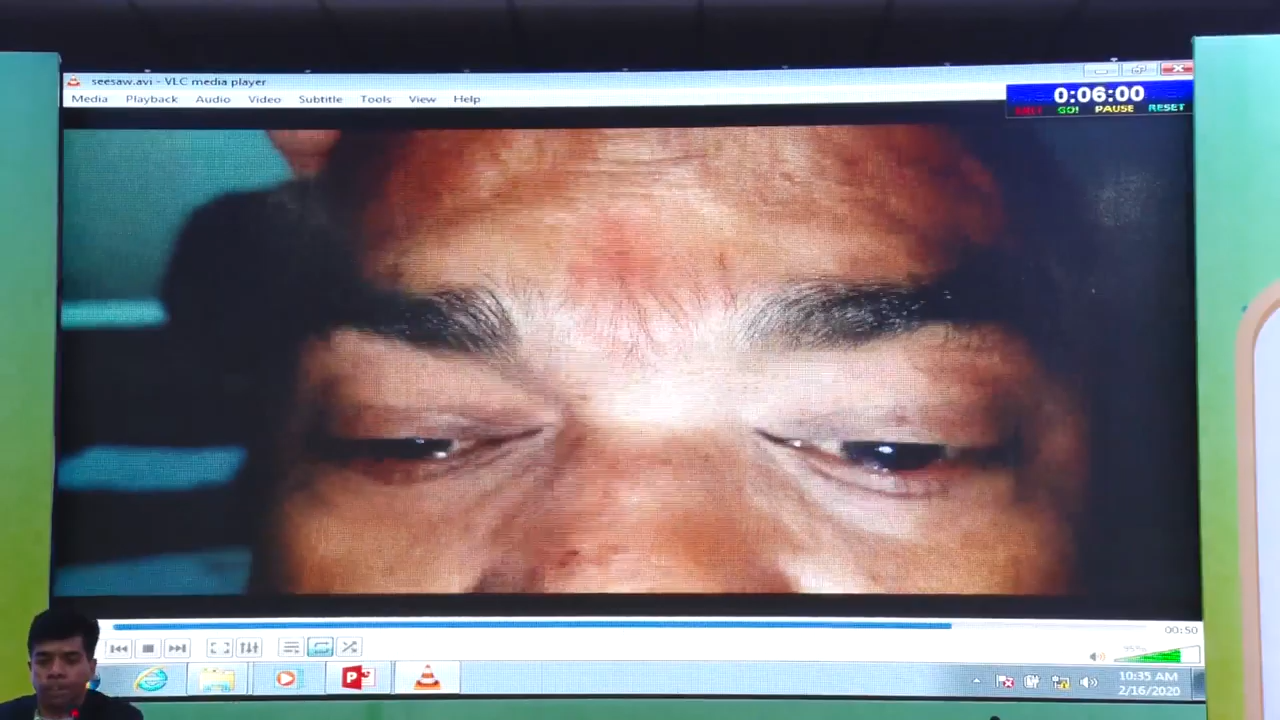 seesaw.avi - VLC media player
Media Playback Audio Video Subtitle Tools View Help
0:06:00
GO! PAUSE RESET
00:50
10:35 AM
2/16/2020